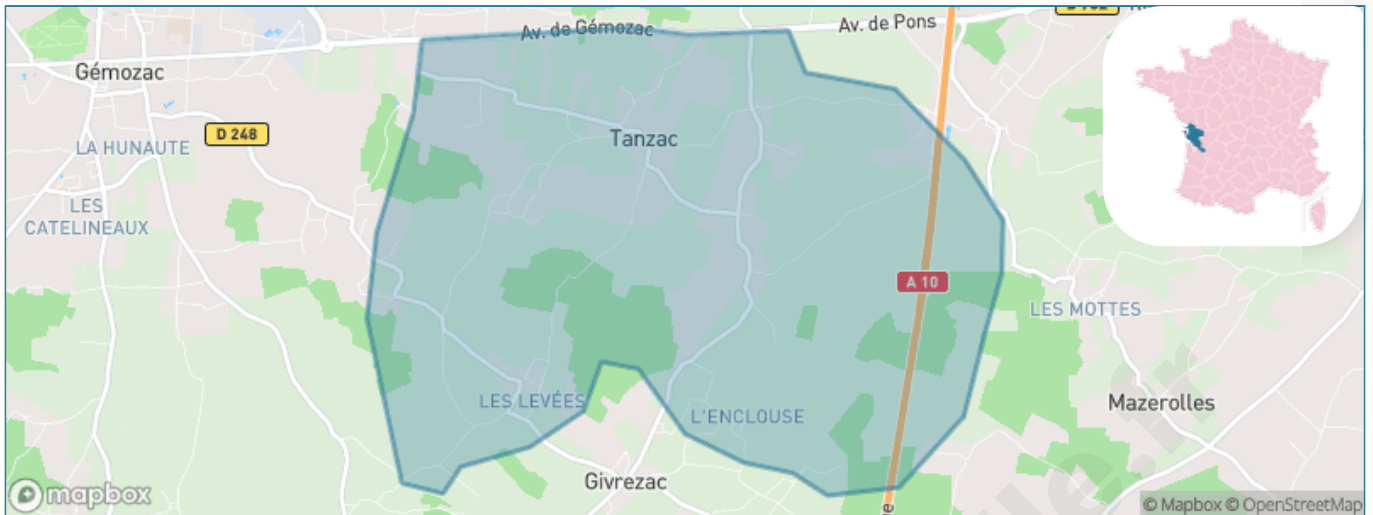 Av. de Gémozac
Av. de Pons
Gémozac
D 248
LA HUNAUTE
Tanzac
LES
CATELINEAUX
A 10
LES MOTTES
LES LEVÉES
L'ENCLOUSE
Mazerolles
Givrezac
mapbox
© Mapbox © OpenStreetMap